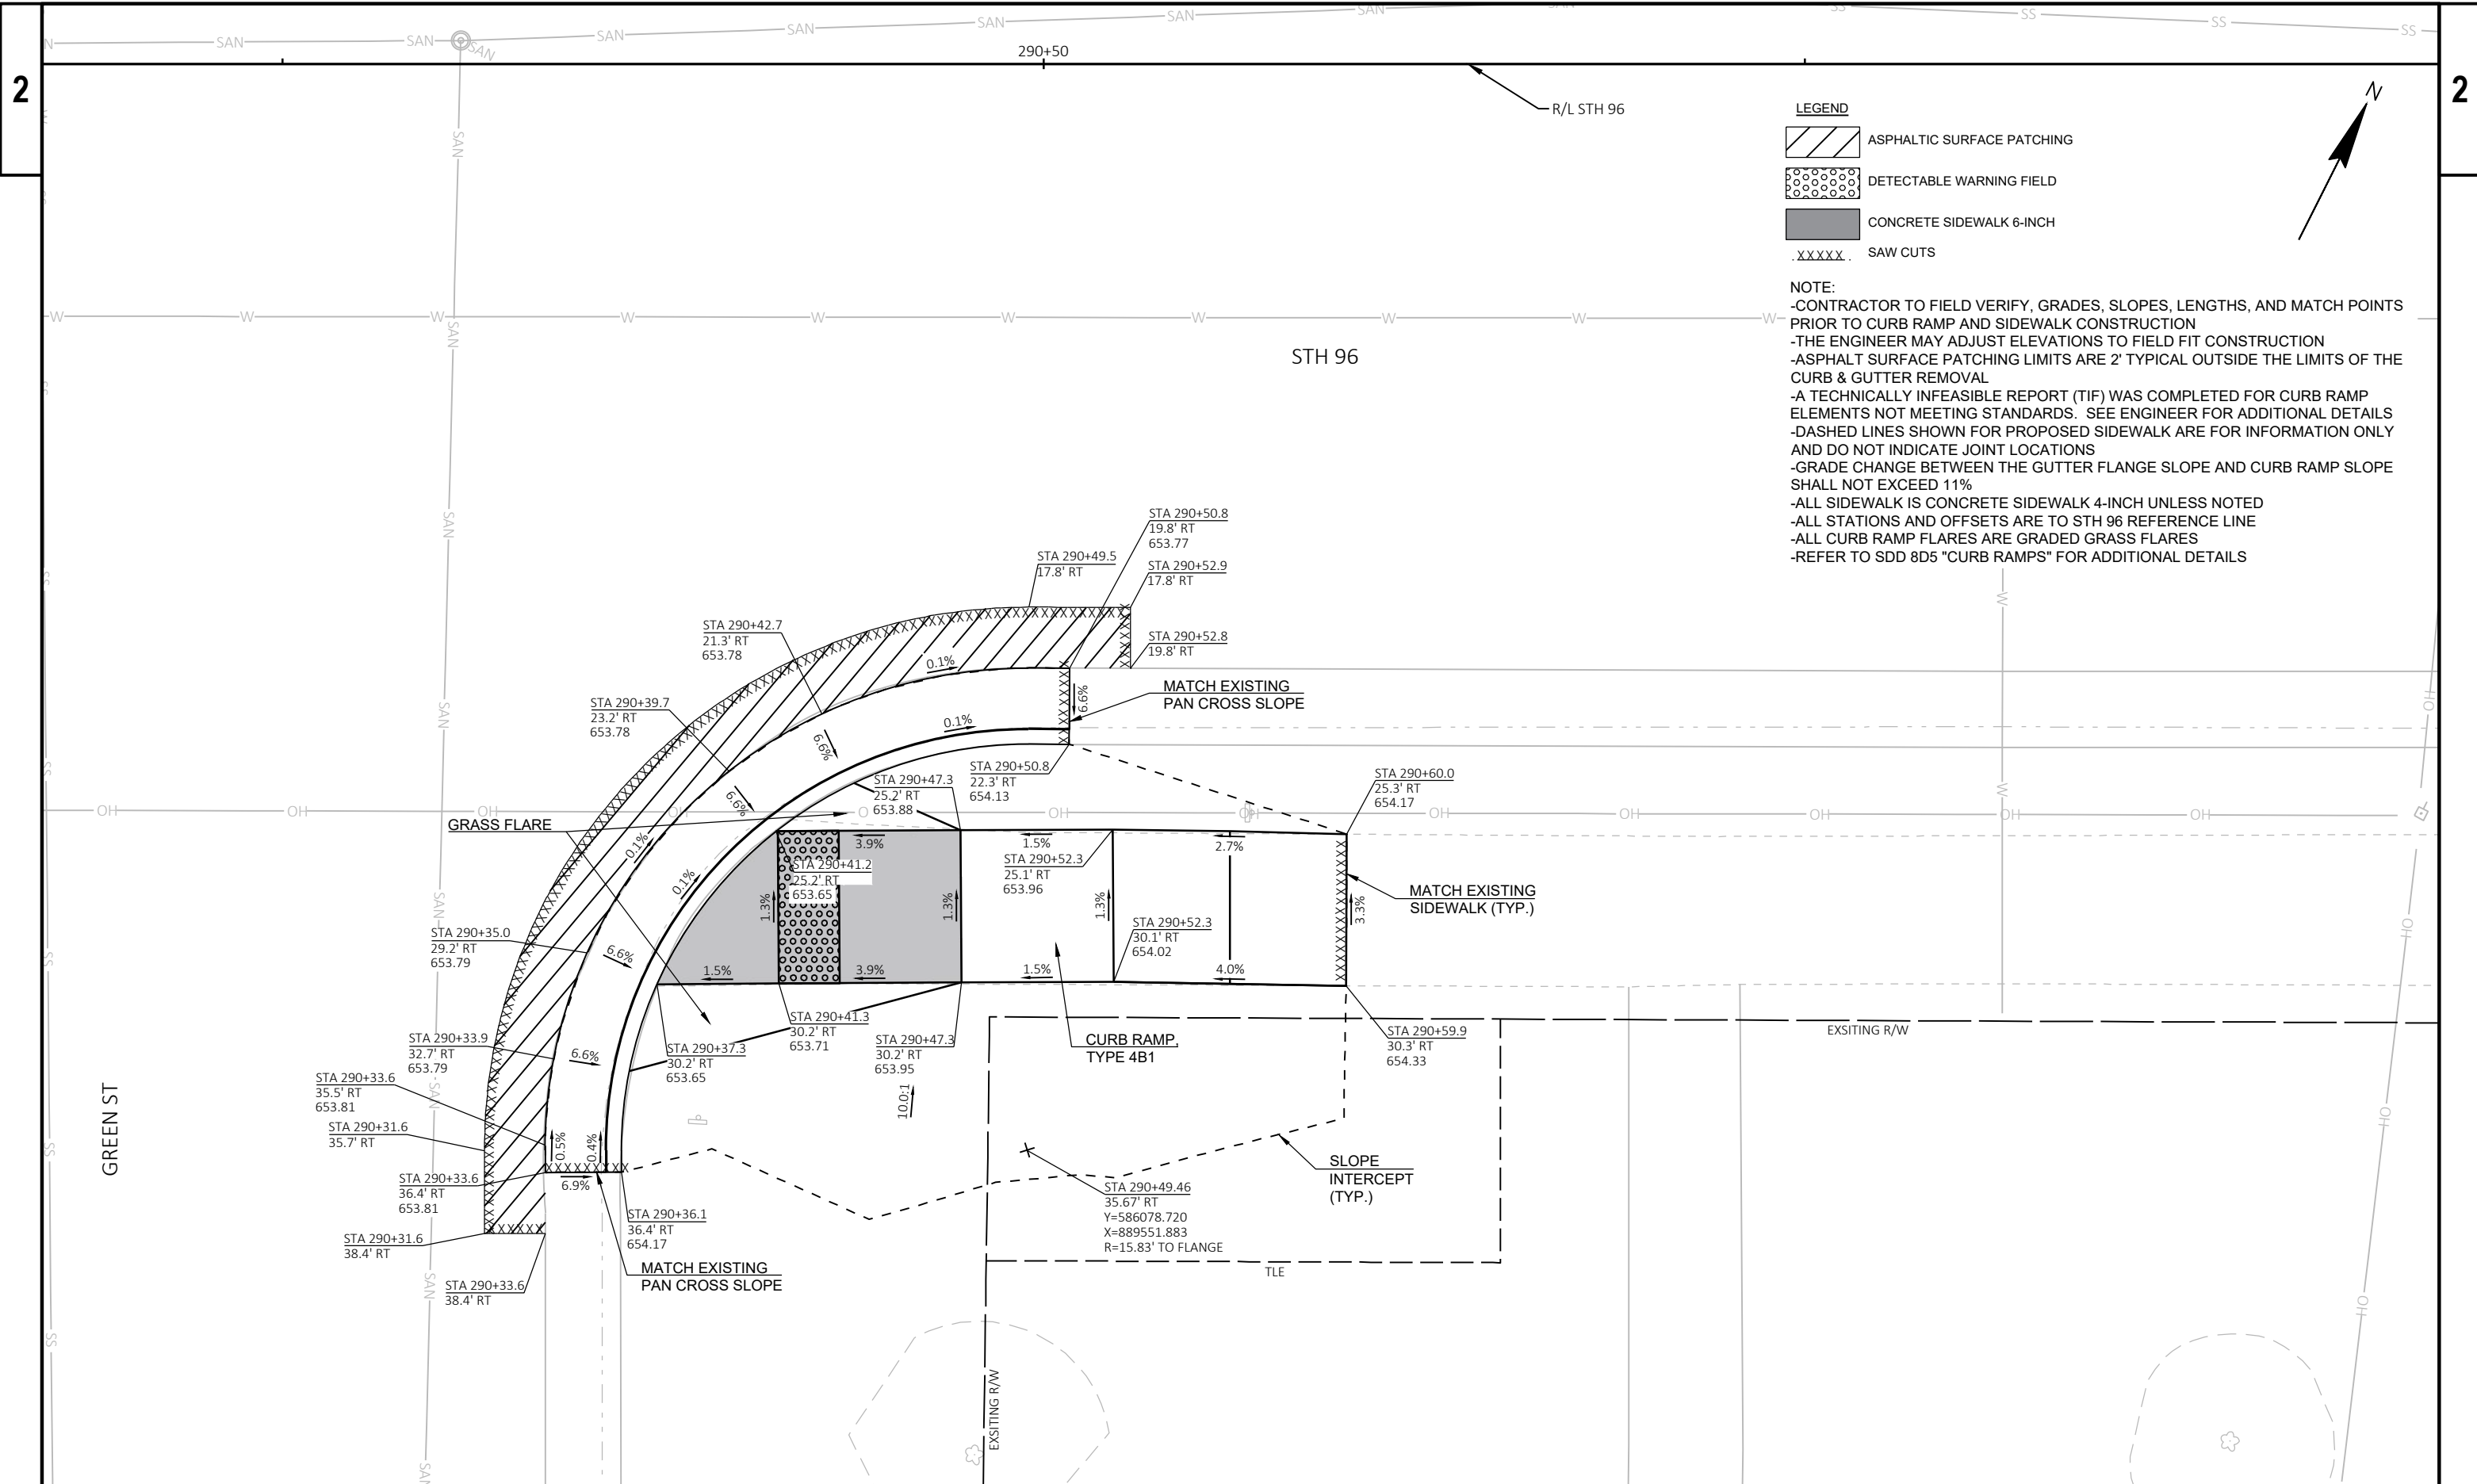 2
2
290+50
R/L STH 96
N
LEGEND
ASPHALTIC SURFACE PATCHING
DETECTABLE WARNING FIELD
CONCRETE SIDEWALK 6-INCH
XXXXX
SAW CUTS
NOTE:
-CONTRACTOR TO FIELD VERIFY, GRADES, SLOPES, LENGTHS, AND MATCH POINTS
PRIOR TO CURB RAMP AND SIDEWALK CONSTRUCTION
-THE ENGINEER MAY ADJUST ELEVATIONS TO FIELD FIT CONSTRUCTION
-ASPHALT SURFACE PATCHING LIMITS ARE 2' TYPICAL OUTSIDE THE LIMITS OF THE
CURB & GUTTER REMOVAL
-A TECHNICALLY INFEASIBLE REPORT (TIF) WAS COMPLETED FOR CURB RAMP
ELEMENTS NOT MEETING STANDARDS.  SEE ENGINEER FOR ADDITIONAL DETAILS
-DASHED LINES SHOWN FOR PROPOSED SIDEWALK ARE FOR INFORMATION ONLY
AND DO NOT INDICATE JOINT LOCATIONS
-GRADE CHANGE BETWEEN THE GUTTER FLANGE SLOPE AND CURB RAMP SLOPE
SHALL NOT EXCEED 11%
-ALL SIDEWALK IS CONCRETE SIDEWALK 4-INCH UNLESS NOTED
-ALL STATIONS AND OFFSETS ARE TO STH 96 REFERENCE LINE
-ALL CURB RAMP FLARES ARE GRADED GRASS FLARES
-REFER TO SDD 8D5 "CURB RAMPS" FOR ADDITIONAL DETAILS
SAN SAN SAN SAN SAN SAN SAN SS SS SS
W W W W W W W W W W
STH 96
STA 290+50.8
19.8' RT
653.77
STA 290+49.5
17.8' RT
STA 290+52.9
17.8' RT
STA 290+52.8
19.8' RT
STA 290+42.7
21.3' RT
653.78
0.1%
6.6%
MATCH EXISTING
PAN CROSS SLOPE
STA 290+39.7
23.2' RT
653.78
0.1%
6.6%
6.6%
STA 290+50.8
22.3' RT
654.13
STA 290+47.3
25.2' RT
653.88
STA 290+60.0
25.3' RT
654.17
OH OH OH OH OH OH OH OH OH OH
GRASS FLARE
0.1%
0.1%
3.9%
1.5%
2.7%
STA 290+41.2
25.2' RT
653.65
STA 290+52.3
25.1' RT
653.96
1.3%
1.3%
1.3%
3.3%
MATCH EXISTING
SIDEWALK (TYP.)
STA 290+35.0
29.2' RT
653.79
6.6%
STA 290+52.3
30.1' RT
654.02
1.5%
3.9%
1.5%
4.0%
STA 290+33.9
32.7' RT
653.79
6.6%
STA 290+37.3
30.2' RT
653.65
STA 290+41.3
30.2' RT
653.71
STA 290+47.3
30.2' RT
653.95
CURB RAMP,
TYPE 4B1
STA 290+59.9
30.3' RT
654.33
EXSITING R/W
10.0:1
STA 290+33.6
35.5' RT
653.81
STA 290+31.6
35.7' RT
0.5%
0.4%
6.9%
STA 290+33.6
36.4' RT
653.81
STA 290+36.1
36.4' RT
654.17
MATCH EXISTING
PAN CROSS SLOPE
STA 290+31.6
38.4' RT
STA 290+33.6
38.4' RT
SLOPE
INTERCEPT
(TYP.)
STA 290+49.46
35.67' RT
Y=586078.720
X=889551.883
R=15.83' TO FLANGE
TLE
EXSITING R/W
GREEN ST